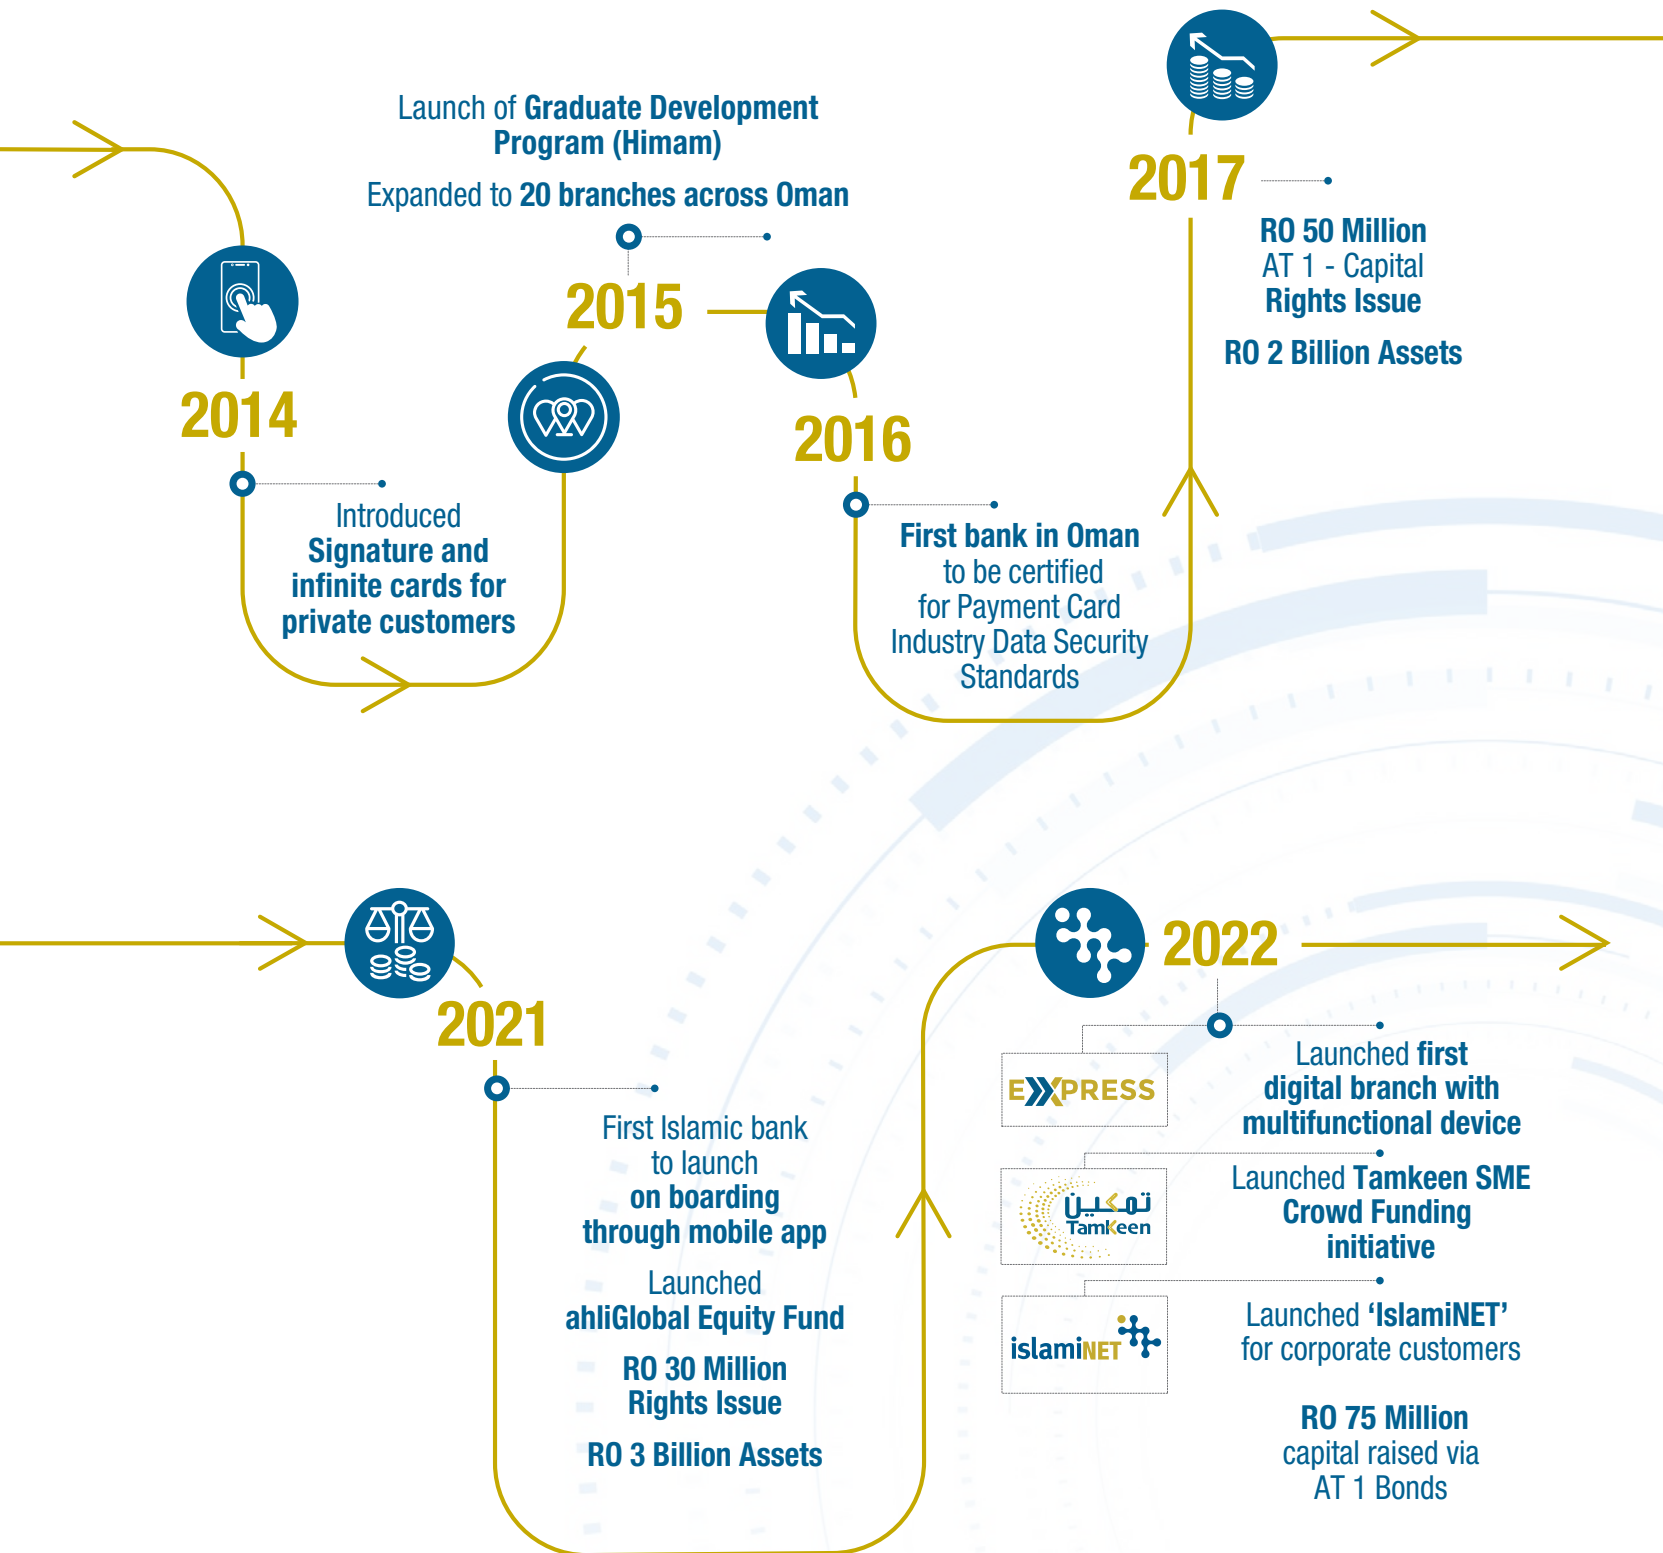 2014
Introduced
Signature and
infinite cards for
private customers
Launch of Graduate Development
Program (Himam)
Expanded to 20 branches across Oman
2015
2016
First bank in Oman
to be certified
for Payment Card
Industry Data Security
Standards
2017
RO 50 Million
AT 1 - Capital
Rights Issue
RO 2 Billion Assets
2021
First Islamic bank
to launch
on boarding
through mobile app
Launched
ahliGlobal Equity Fund
RO 30 Million
Rights Issue
RO 3 Billion Assets
2022
EXPRESS
Launched first
digital branch with
multifunctional device
تمكين
TamKeen
Launched Tamkeen SME
Crowd Funding
initiative
islamiNET
Launched ‘IslamiNET’
for corporate customers
RO 75 Million
capital raised via
AT 1 Bonds